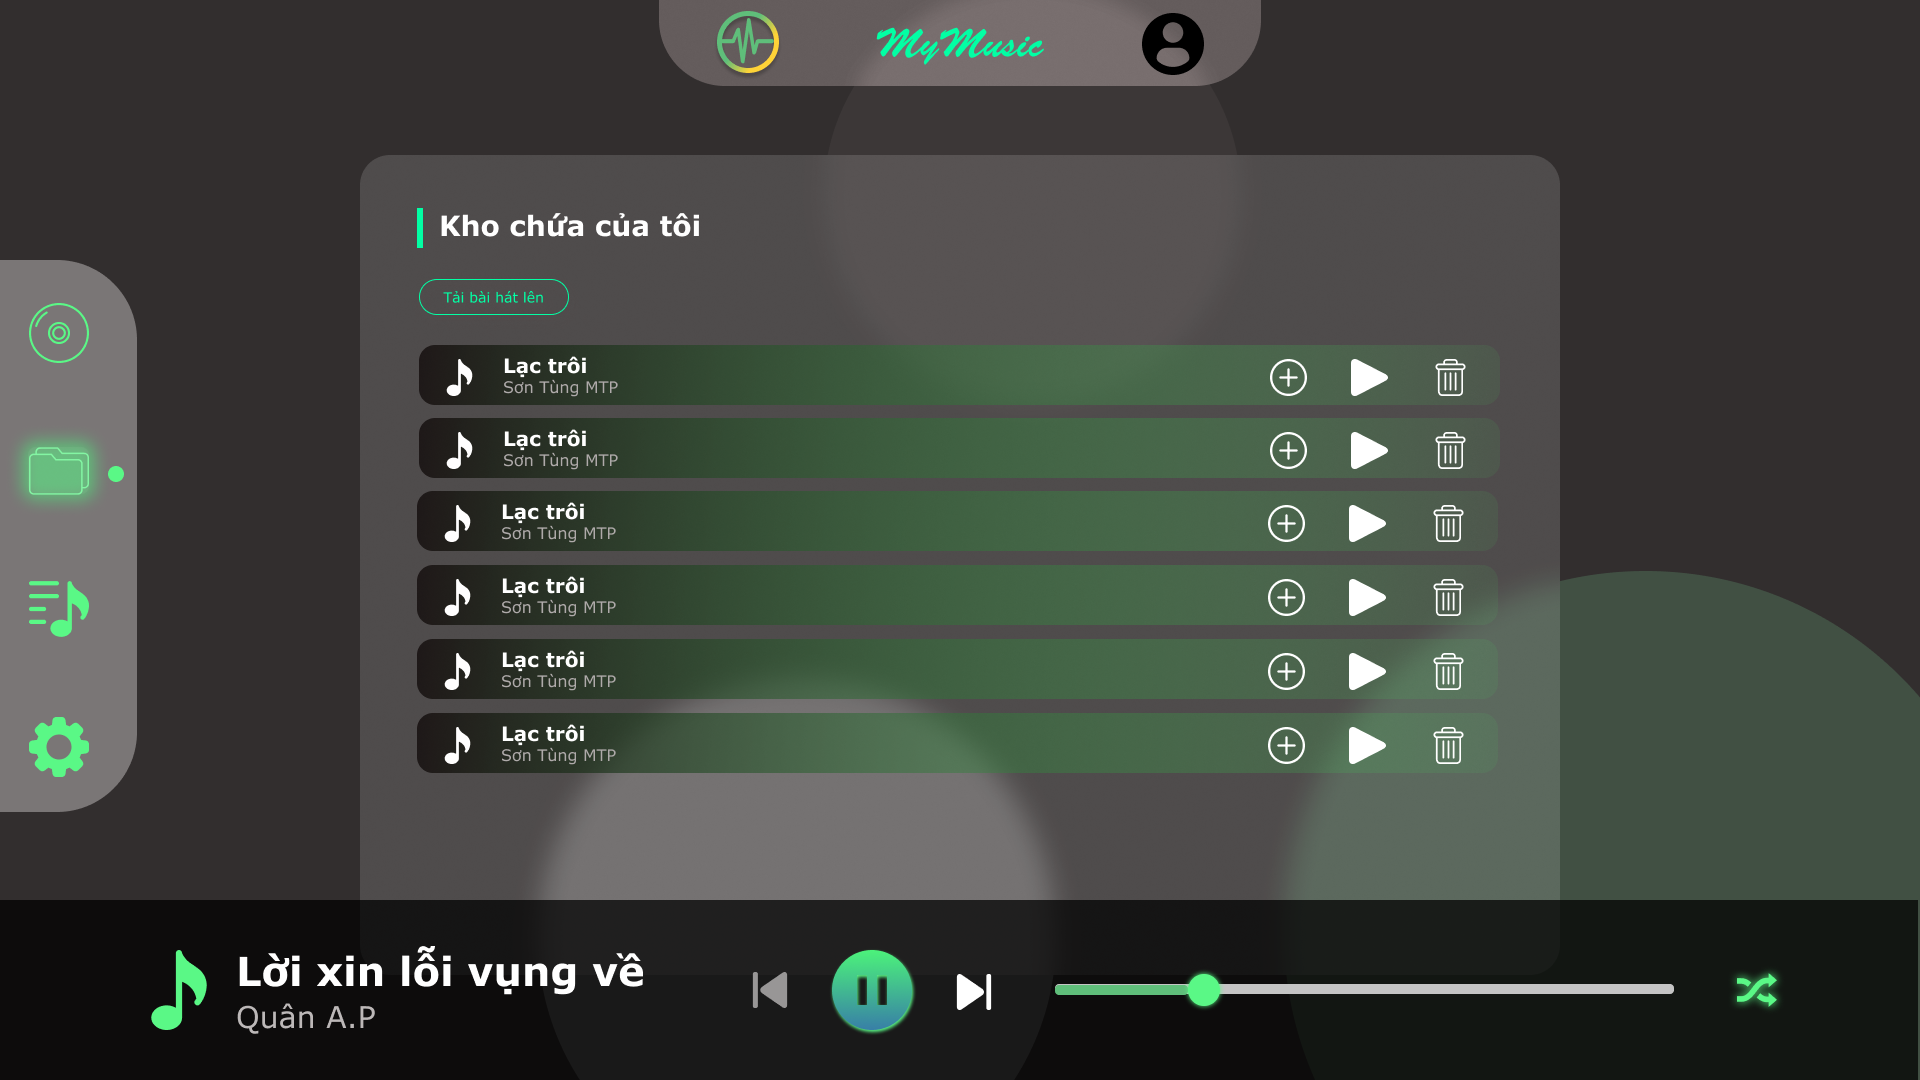 MyMusic
Kho chứa của tôi
Tải bài hát lên
Lạc trôi
Sơn Tùng MTP
Lạc trôi
Sơn Tùng MTP
Lạc trôi
Sơn Tùng MTP
Lạc trôi
Sơn Tùng MTP
Lạc trôi
Sơn Tùng MTP
Lạc trôi
Sơn Tùng MTP
Lời xin lỗi vụng về
Quân A.P